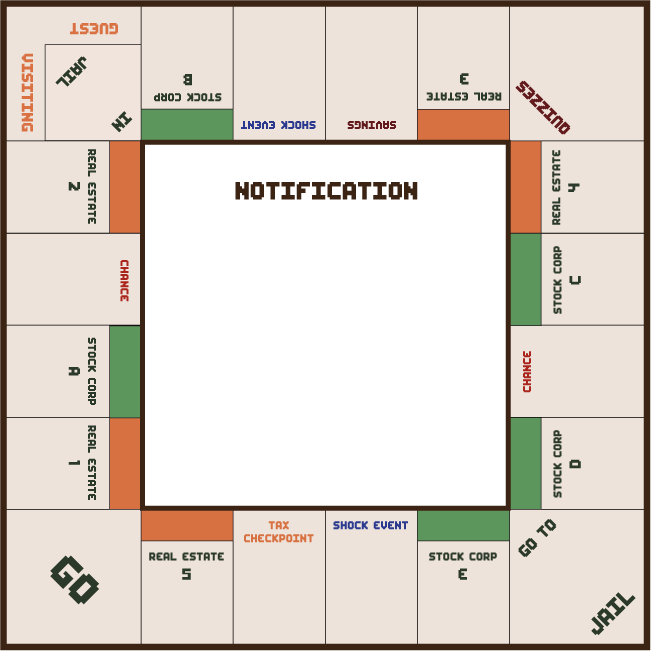 GUEST
VISITING
JAIL
IN
STOCK CORP
B
SHOCK EVENT
SAVINGS
REAL ESTATE
3
QUIZZES
REAL ESTATE
2
CHANCE
STOCK CORP
A
REAL ESTATE
1
NOTIFICATION
REAL ESTATE
4
STOCK CORP
C
CHANCE
STOCK CORP
D
GO
REAL ESTATE
5
TAX
CHECKPOINT
SHOCK EVENT
STOCK CORP
E
GO TO
JAIL